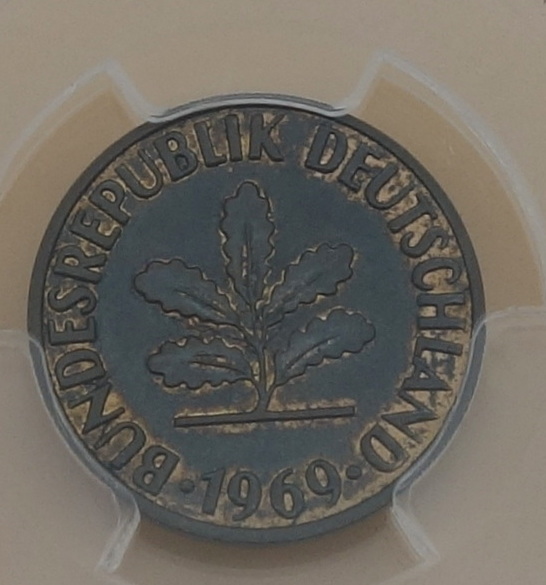 BUNDESREPUBLIK DEUTSCHLAND
· 1969 ·